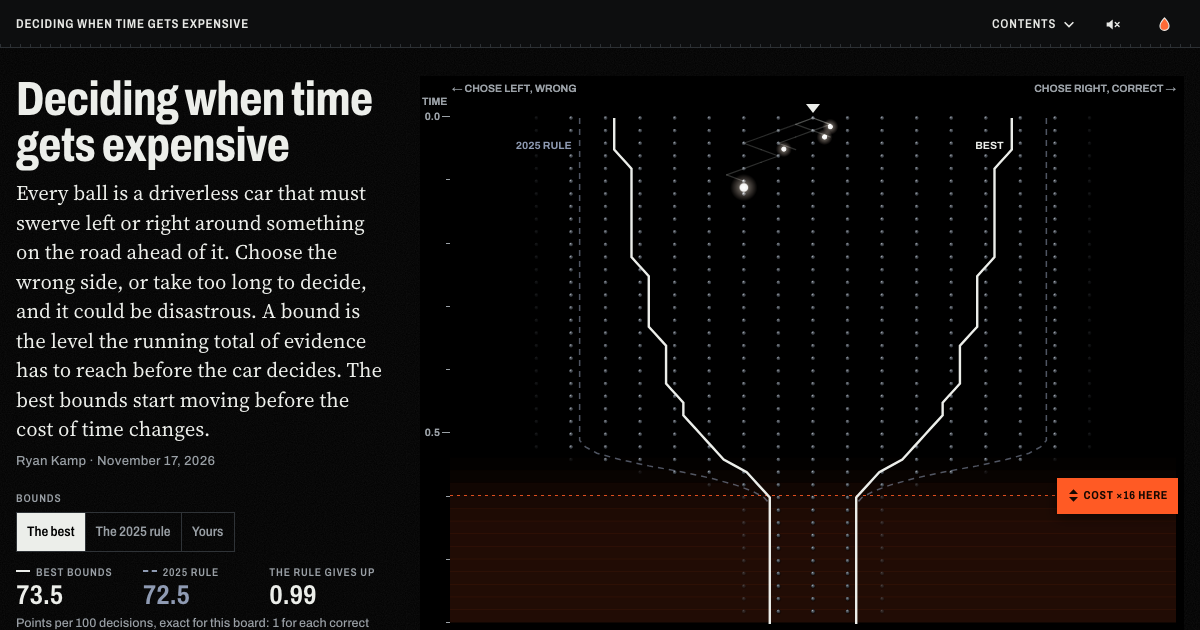 DECIDING WHEN TIME GETS EXPENSIVE
CONTENTS
Deciding when time
gets expensive
Every ball is a driverless car that must
swerve left or right around something
on the road ahead of it. Choose the
wrong side, or take too long to decide,
and it could be disastrous. A bound is
the level the running total of evidence
has to reach before the car decides. The
best bounds start moving before the
cost of time changes.
Ryan Kamp · November 17, 2026
BOUNDS
The best
The 2025 rule
Yours
BEST BOUNDS
73.5
2025 RULE
72.5
THE RULE GIVES UP
0.99
Points per 100 decisions, exact for this board: 1 for each correct
←CHOSE LEFT, WRONG
CHOSE RIGHT, CORRECT→
TIME
0.0
2025 RULE
BEST
0.5
COST ×16 HERE